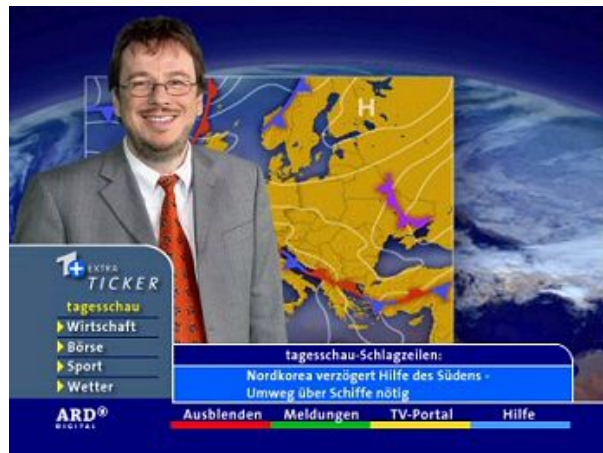 H
1+ EXTRA
TICKER
tagesschau
Wirtschaft
Börse
Sport
Wetter
tagesschau-Schlagzeilen:
Nordkorea verzögert Hilfe des Südens -
Umweg über Schiffe nötig
ARD®
DIGITAL
Ausblenden Meldungen TV-Portal Hilfe